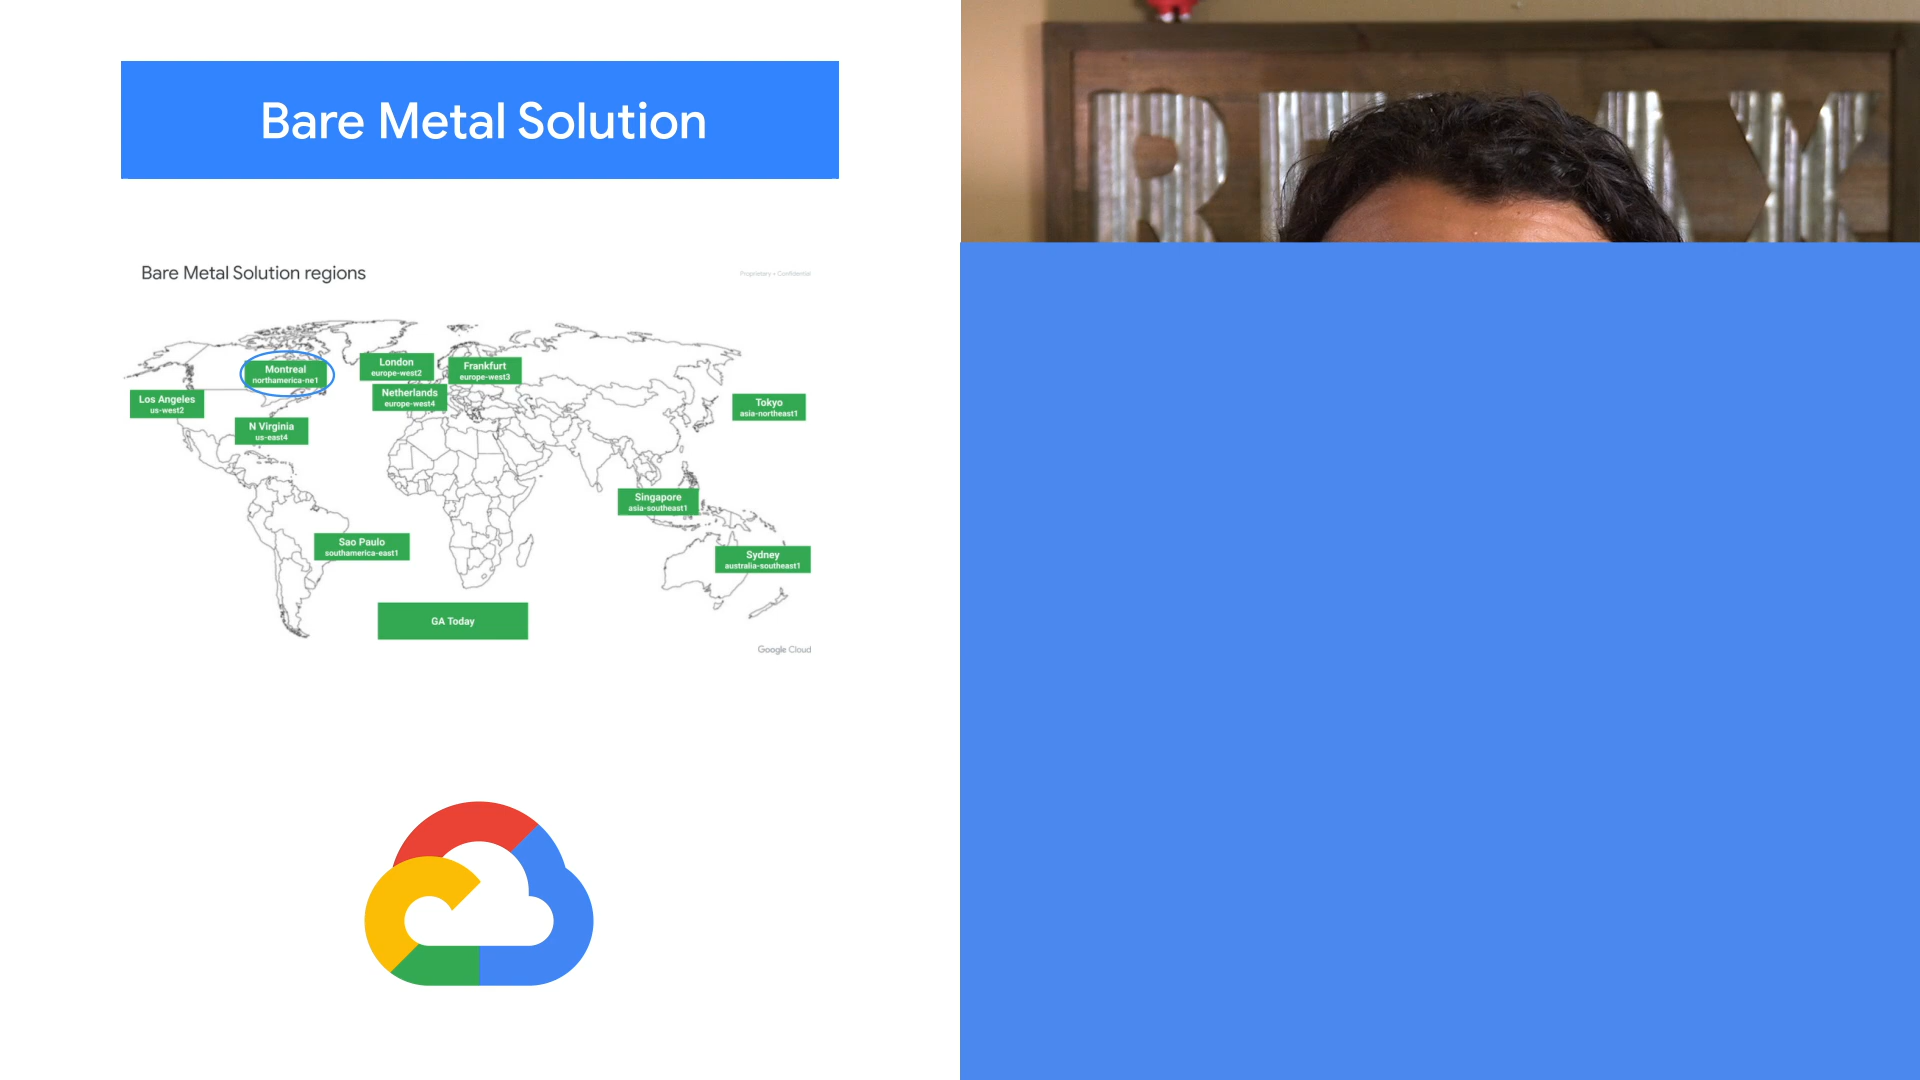 Bare Metal Solution
Bare Metal Solution regions
Proprietary + Confidential
Montreal
northamerica-ne1
London
europe-west2
Frankfurt
europe-west3
Netherlands
europe-west4
Los Angeles
us-west2
N Virginia
us-east4
Tokyo
asia-northeast1
Singapore
asia-southeast1
Sao Paulo
southamerica-east1
Sydney
australia-southeast1
GA Today
Google Cloud